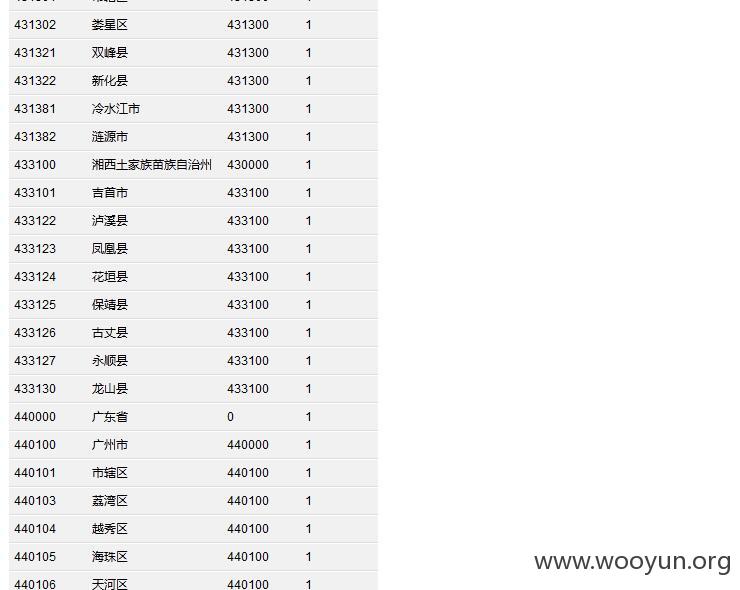 431302 娄星区 431300 1
431321 双峰县 431300 1
431322 新化县 431300 1
431381 冷水江市 431300 1
431382 涟源市 431300 1
433100 湘西土家族苗族自治州 430000 1
433101 吉首市 433100 1
433122 泸溪县 433100 1
433123 凤凰县 433100 1
433124 花垣县 433100 1
433125 保靖县 433100 1
433126 古丈县 433100 1
433127 永顺县 433100 1
433130 龙山县 433100 1
440000 广东省 0 1
440100 广州市 440000 1
440101 市辖区 440100 1
440103 荔湾区 440100 1
440104 越秀区 440100 1
440105 海珠区 440100 1
www.wooyun.org
440106 天河区 440100 1